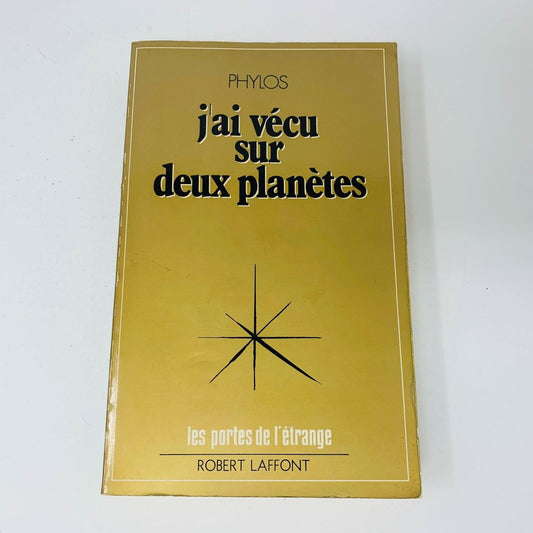 PHYLOS
j'ai vécu
sur
deux planètes
les portes de l'étrange
ROBERT LAFFONT